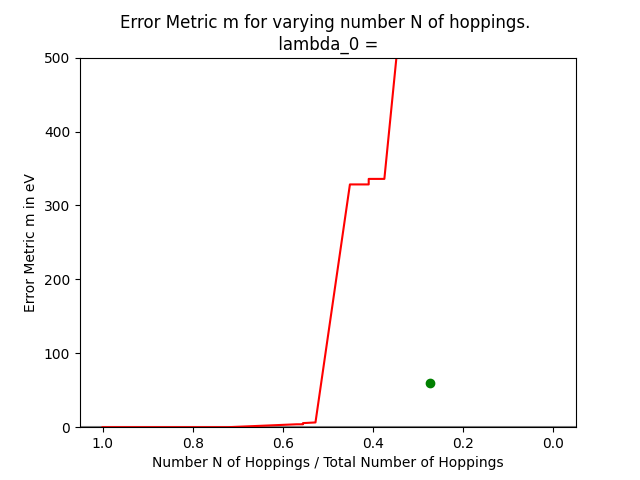 Error Metric m for varying number N of hoppings.
lambda_0 =
500
400
300
200
100
0
Error Metric m in eV
1.0 0.8 0.6 0.4 0.2 0.0
Number N of Hoppings / Total Number of Hoppings